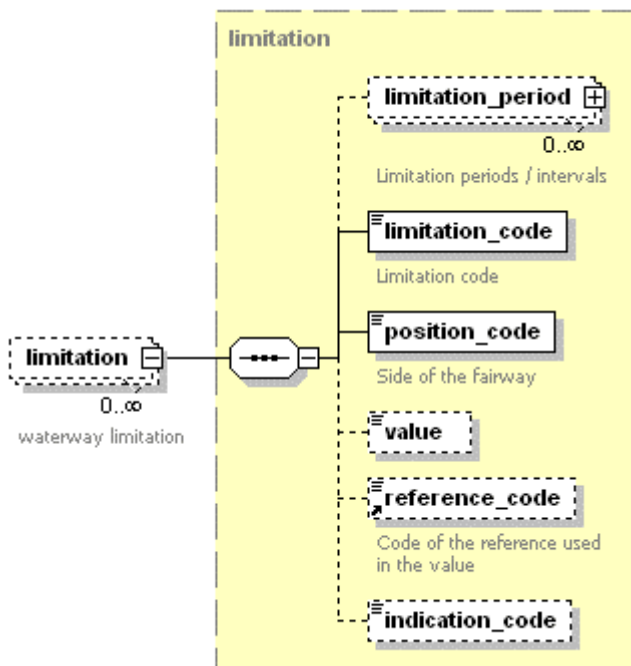 limitation
limitation_period
0..∞
Limitation periods / intervals
limitation_code
Limitation code
position_code
Side of the fairway
limitation
0..∞
waterway limitation
value
reference_code
Code of the reference used
in the value
indication_code